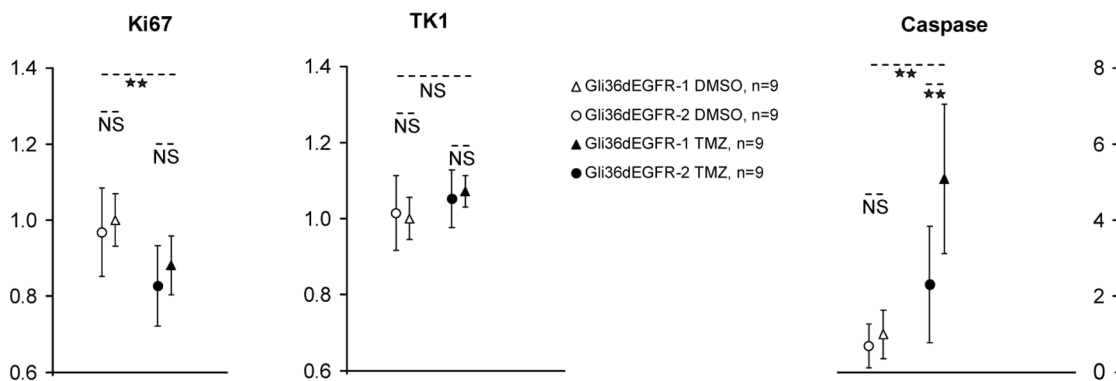 Ki67
1.4
1.2
1.0
0.8
0.6
★★
NS
NS
TK1
1.4
1.2
1.0
0.8
0.6
NS
NS
NS
△ Gli36dEGFR-1 DMSO, n=9
○ Gli36dEGFR-2 DMSO, n=9
▲ Gli36dEGFR-1 TMZ, n=9
● Gli36dEGFR-2 TMZ, n=9
Caspase
★★
★★
NS
8
6
4
2
0